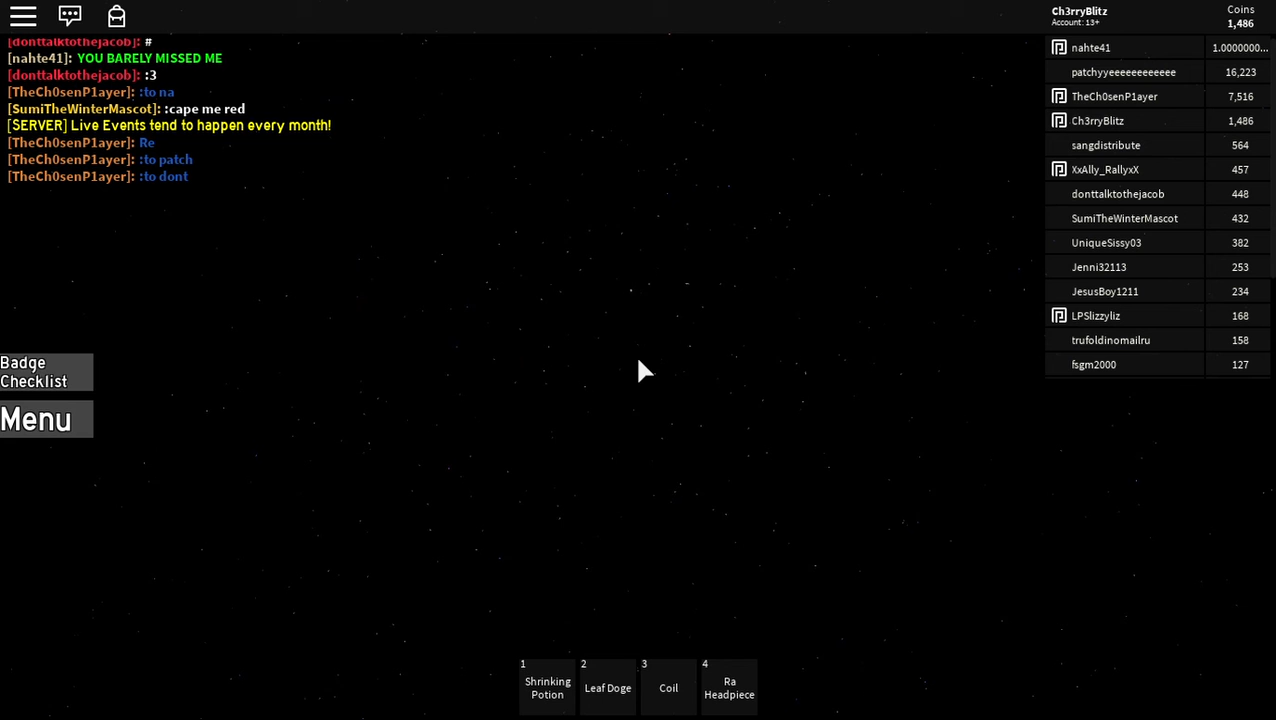 Ch3rryBlitz
Account: 13+
Coins
1,486
[donttalktothejacob]: #
[nahte41]: YOU BARELY MISSED ME
[donttalktothejacob]: :3
[TheCh0senP1ayer]: :to na
[SumiTheWinterMascot]: :cape me red
[SERVER] Live Events tend to happen every month!
[TheCh0senP1ayer]: Re
[TheCh0senP1ayer]: :to patch
[TheCh0senP1ayer]: :to dont
nahte41 1.0000000...
patchyyeeeeeeeeeeee 16,223
TheCh0senP1ayer 7,516
Ch3rryBlitz 1,486
sangdistribute 564
XxAlly_RallyxX 457
donttalktothejacob 448
SumiTheWinterMascot 432
UniqueSissy03 382
Jenni32113 253
JesusBoy1211 234
LPSlizzyliz 168
trufoldinomailru 158
fsgm2000 127
Badge
Checklist
Menu
1 2 3 4
Shrinking Potion
Leaf Doge
Coil
Ra Headpiece